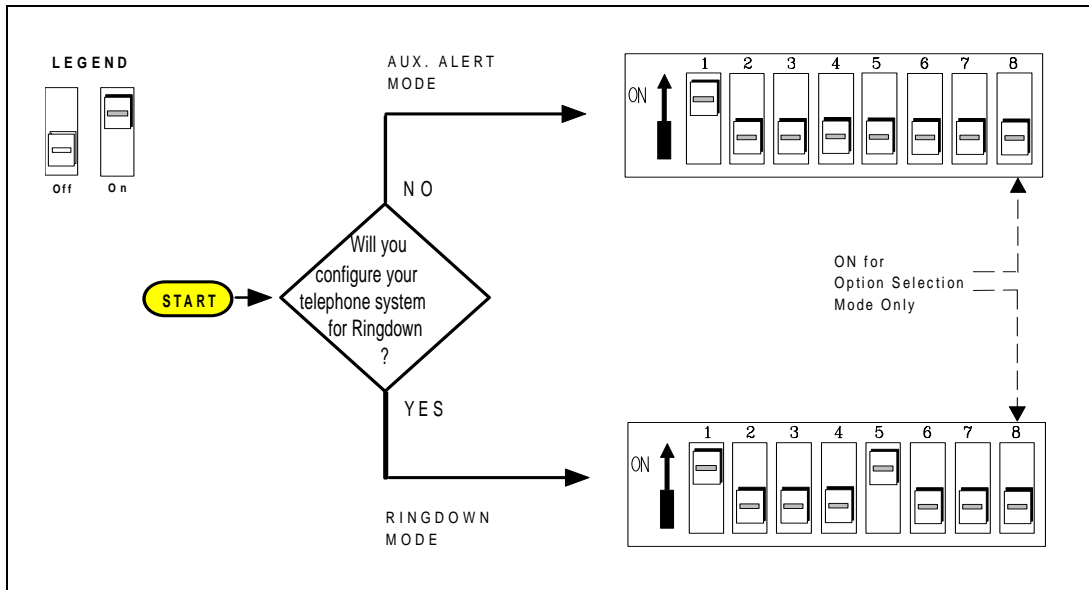 LEGEND
Off
On
AUX. ALERT
MODE
ON
1 2 3 4 5 6 7 8
NO
START
Will you
configure your
telephone system
for Ringdown
?
ON for
Option Selection
Mode Only
YES
RINGDOWN
MODE
ON
1 2 3 4 5 6 7 8